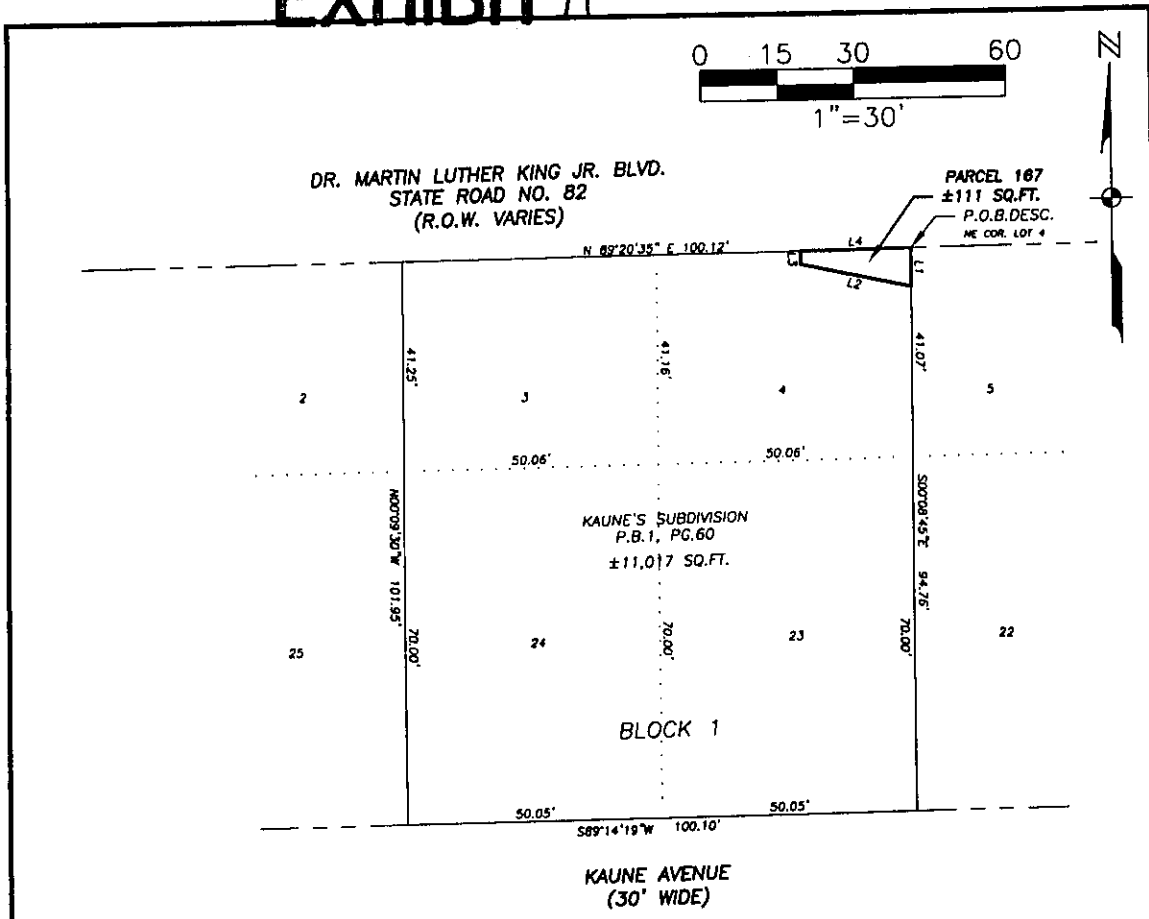 EXHIBIT A
0 15 30 60
1"=30'
N
DR. MARTIN LUTHER KING JR. BLVD.
STATE ROAD NO. 82
(R.O.W. VARIES)
PARCEL 167
±111 SQ.FT.
P.O.B.DESC.
NE COR. LOT 4
N 89°20'35" E 100.12'
L4
L1
L2
41.25'
41.16'
41.07'
2
3
4
5
50.06'
50.06'
KAUNE'S SUBDIVISION
P.B.1, PG.60
±11,017 SQ.FT.
N00°09'30"W 101.95'
S00°08'45"E 94.76'
70.00'
70.00'
70.00'
25
24
23
22
BLOCK 1
50.05'
50.05'
S89°14'19"W 100.10'
KAUNE AVENUE
(30' WIDE)